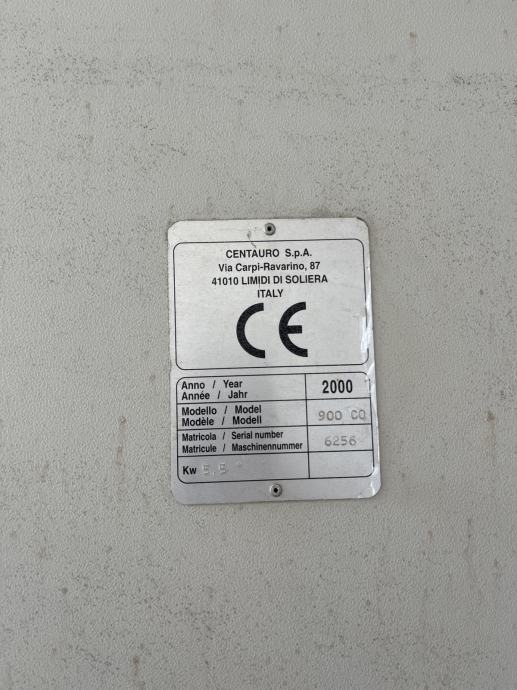 CENTAURO S.p.A.
Via Carpi-Ravarino, 87
41010 LIMIDI DI SOLIERA
ITALY
CE
Anno / Year
Année / Jahr
2000
Modello / Model
Modèle / Modell
900 CO
Matricola / Serial number
Matricule / Maschinennummer
6256
Kw 5,5